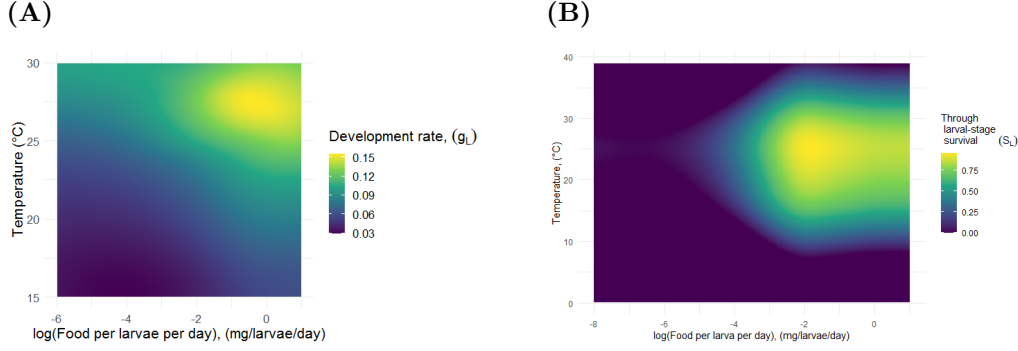 (A)
30
25
20
15
Temperature (°C)
-6
-4
-2
0
log(Food per larvae per day), (mg/larvae/day)
Development rate, (gL)
0.15
0.12
0.09
0.06
0.03
(B)
40
30
20
10
0
Temperature, (°C)
-8
-6
-4
-2
0
log(Food per larva per day), (mg/larvae/day)
Through
larval-stage
survival (SL)
0.75
0.50
0.25
0.00